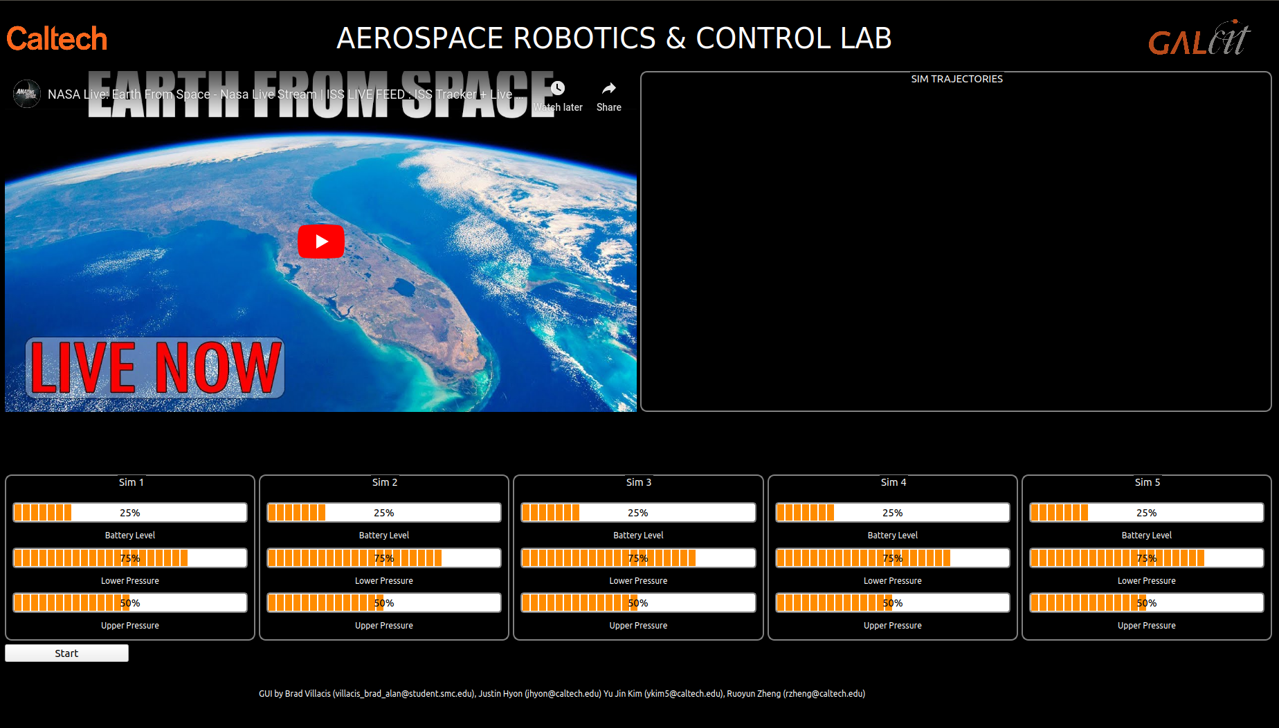 Caltech
AEROSPACE ROBOTICS & CONTROL LAB
GALCIT
EARTH FROM SPACE
NASA Live: Earth From Space - Nasa Live Stream | ISS LIVE FEED : ISS Tracker + Live
Watch later
Share
LIVE NOW
SIM TRAJECTORIES
Sim 1
25%
Battery Level
75%
Lower Pressure
50%
Upper Pressure
Sim 2
25%
Battery Level
75%
Lower Pressure
50%
Upper Pressure
Sim 3
25%
Battery Level
75%
Lower Pressure
50%
Upper Pressure
Sim 4
25%
Battery Level
75%
Lower Pressure
50%
Upper Pressure
Sim 5
25%
Battery Level
75%
Lower Pressure
50%
Upper Pressure
Start
GUI by Brad Villacis (villacis_brad_alan@student.smc.edu), Justin Hyon (jhyon@caltech.edu) Yu Jin Kim (ykim5@caltech.edu), Ruoyun Zheng (rzheng@caltech.edu)